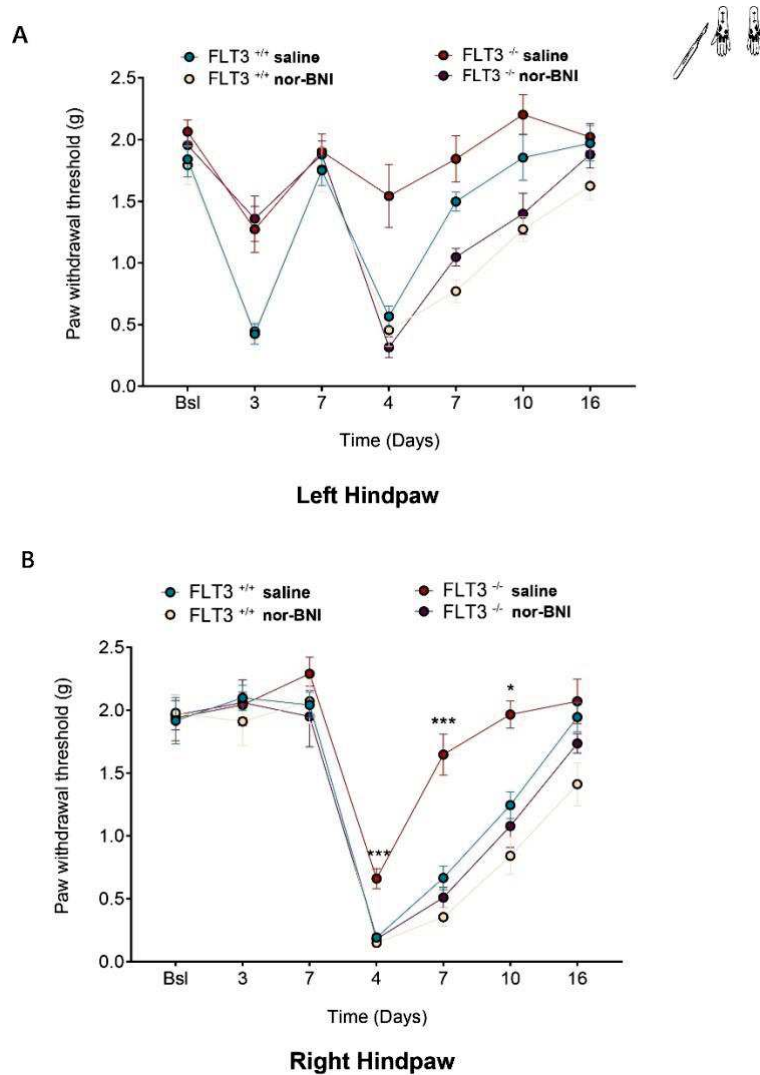 A
FLT3 +/+ saline
FLT3 -/- saline
FLT3 +/+ nor-BNI
FLT3 -/- nor-BNI
Paw withdrawal threshold (g)
2.5
2.0
1.5
1.0
0.5
0.0
Bsl 3 7 4 7 10 16
Time (Days)
Left Hindpaw
B
FLT3 +/+ saline
FLT3 -/- saline
FLT3 +/+ nor-BNI
FLT3 -/- nor-BNI
Paw withdrawal threshold (g)
2.5
2.0
1.5
1.0
0.5
0.0
***
***
*
Bsl 3 7 4 7 10 16
Time (Days)
Right Hindpaw